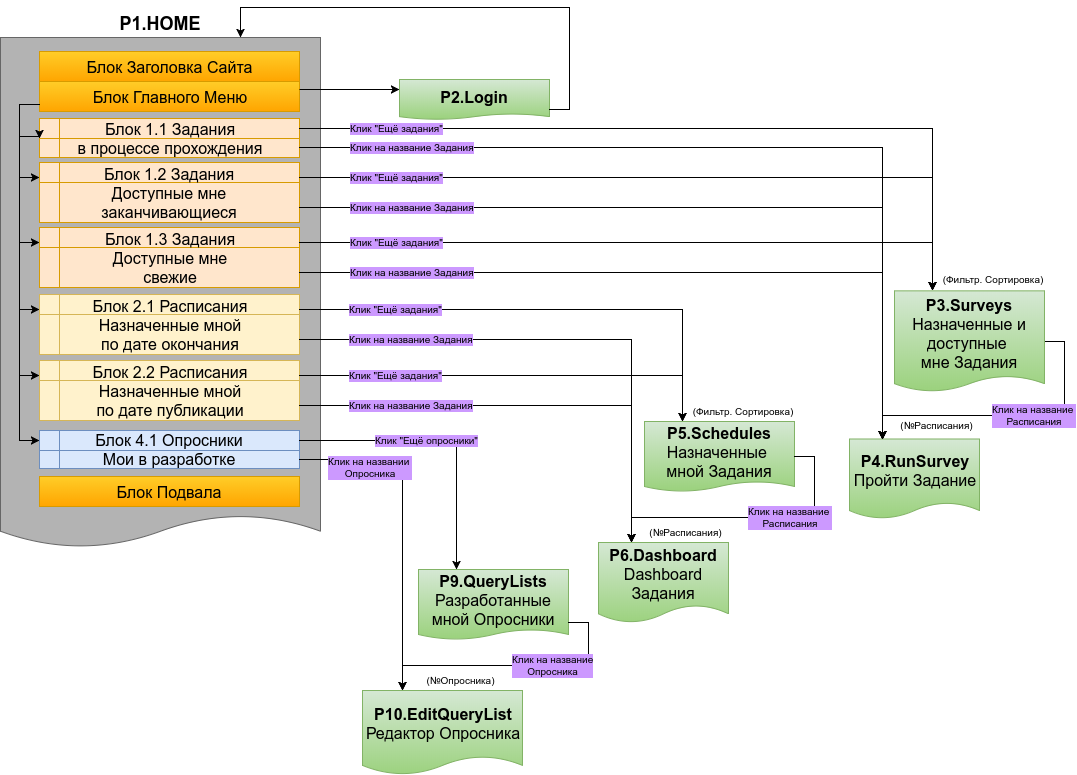 P1.HOME
Блок Заголовка Сайта
Блок Главного Меню
P2.Login
Блок 1.1 Задания
в процессе прохождения
Клик "Ещё задания"
Клик на название Задания
Блок 1.2 Задания
Доступные мне
заканчивающиеся
Клик "Ещё задания"
Клик на название Задания
Блок 1.3 Задания
Доступные мне
свежие
Клик "Ещё задания"
Клик на название Задания
(Фильтр. Сортировка)
P3.Surveys
Назначенные и
доступные
мне Задания
Блок 2.1 Расписания
Назначенные мной
по дате окончания
Клик "Ещё задания"
Клик на название Задания
Блок 2.2 Расписания
Назначенные мной
по дате публикации
Клик "Ещё задания"
Клик на название Задания
Клик на название
Расписания
(Фильтр. Сортировка)
(№Расписания)
P5.Schedules
Назначенные
мной Задания
P4.RunSurvey
Пройти Задание
Блок 4.1 Опросники
Мои в разработке
Клик "Ещё опросники"
Клик на названии
Опросника
Блок Подвала
Клик на название
Расписания
(№Расписания)
P6.Dashboard
Dashboard
Задания
P9.QueryLists
Разработанные
мной Опросники
Клик на название
Опросника
(№Опросника)
P10.EditQueryList
Редактор Опросника